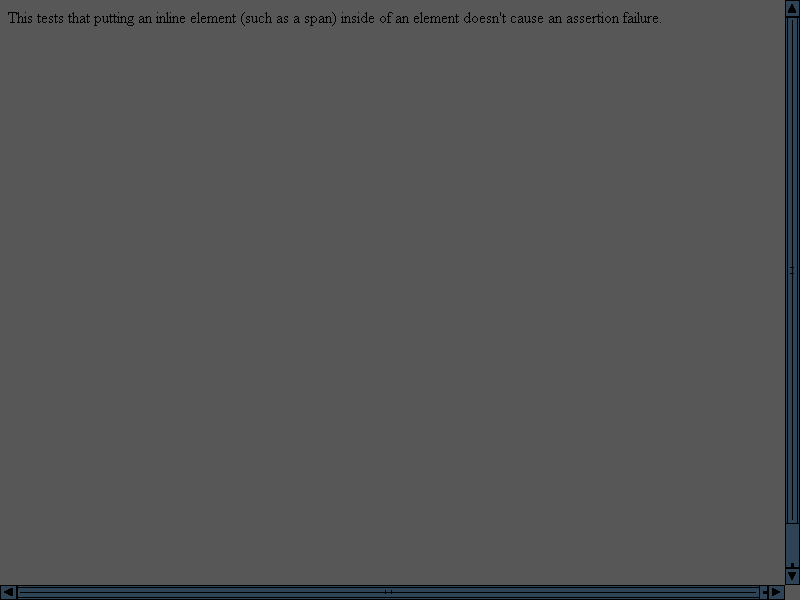 This tests that putting an inline element (such as a span) inside of an element doesn't cause an assertion failure.